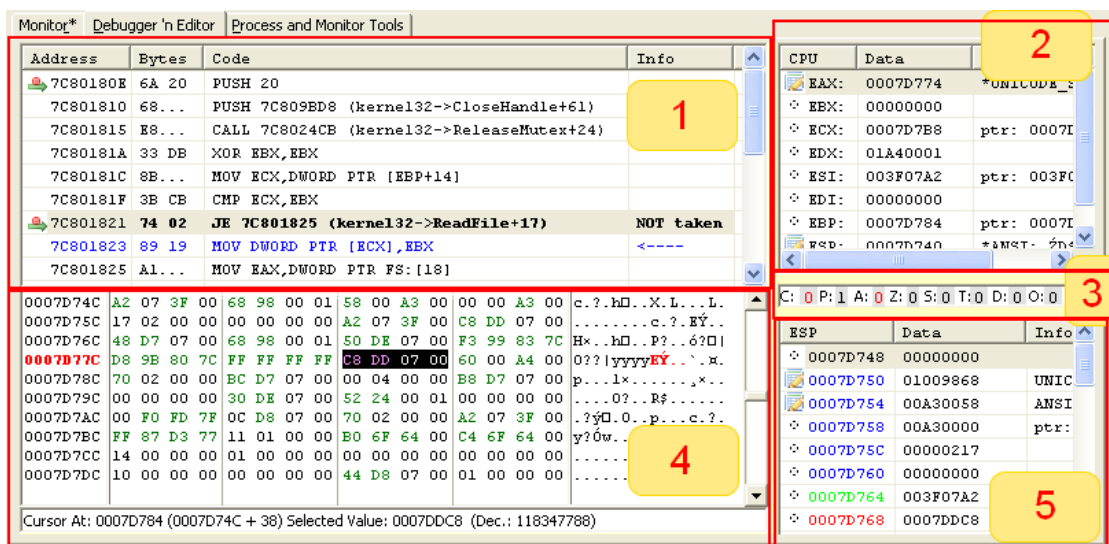 Monitor* Debugger 'n Editor Process and Monitor Tools
Address Bytes Code Info
7C80180E 6A 20 PUSH 20
7C801810 68... PUSH 7C809BD8 (kernel32->CloseHandle+61)
7C801815 E8... CALL 7C8024CB (kernel32->ReleaseMutex+24)
7C80181A 33 DB XOR EBX,EBX
7C80181C 8B... MOV ECX,DWORD PTR [EBP+14]
7C80181F 3B CB CMP ECX,EBX
7C801821 74 02 JE 7C801825 (kernel32->ReadFile+17) NOT taken
7C801823 89 19 MOV DWORD PTR [ECX],EBX <----
7C801825 A1... MOV EAX,DWORD PTR FS:[18]
1
CPU Data
EAX: 0007D774 *UNICODE_S
EBX: 00000000
ECX: 0007D7B8 ptr: 0007D
EDX: 01A40001
ESI: 003F07A2 ptr: 003F0
EDI: 00000000
EBP: 0007D784 ptr: 0007D
ESP: 0007D740 *ANSI:
2
C: 0 P: 1 A: 0 Z: 0 S: 0 T: 0 D: 0 O: 0
3
0007D74C A2 07 3F 00 68 98 00 01 58 00 A3 00 00 00 A3 00 c.?.h□..X.L...L.
0007D75C 17 02 00 00 00 00 00 00 A2 07 3F 00 C8 DD 07 00 ........c.?.EÝ..
0007D76C 48 D7 07 00 68 98 00 01 50 DE 07 00 F3 99 83 7C H×..h□..P?..ó?□|
0007D77C D8 9B 80 7C FF FF FF FF C8 DD 07 00 60 00 A4 00 0??|yyyyEÝ..`.¤.
0007D78C 70 02 00 00 BC D7 07 00 00 04 00 00 B8 D7 07 00 p...l×......¸×..
0007D79C 00 00 00 00 30 DE 07 00 52 24 00 01 00 00 00 00 ....0?..R$......
0007D7AC 00 F0 FD 7F 0C D8 07 00 70 02 00 00 A2 07 3F 00 .?ý□.0..p...c.?.
0007D7BC FF 87 D3 77 11 01 00 00 B0 6F 64 00 C4 6F 64 00 y?Ów..
0007D7CC 14 00 00 00 01 00 00 00 00 00 00 00 00 00 00 00 ......
0007D7DC 10 00 00 00 00 00 00 00 44 D8 07 00 01 00 00 00 ......
4
Cursor At: 0007D784 (0007D74C + 38) Selected Value: 0007DDC8 (Dec.: 118347788)
ESP Data Info
0007D748 00000000
0007D750 01009868 UNIC
0007D754 00A30058 ANSI
0007D758 00A30000 ptr:
0007D75C 00000217
0007D760 00000000
0007D764 003F07A2
0007D768 0007DDC8
5